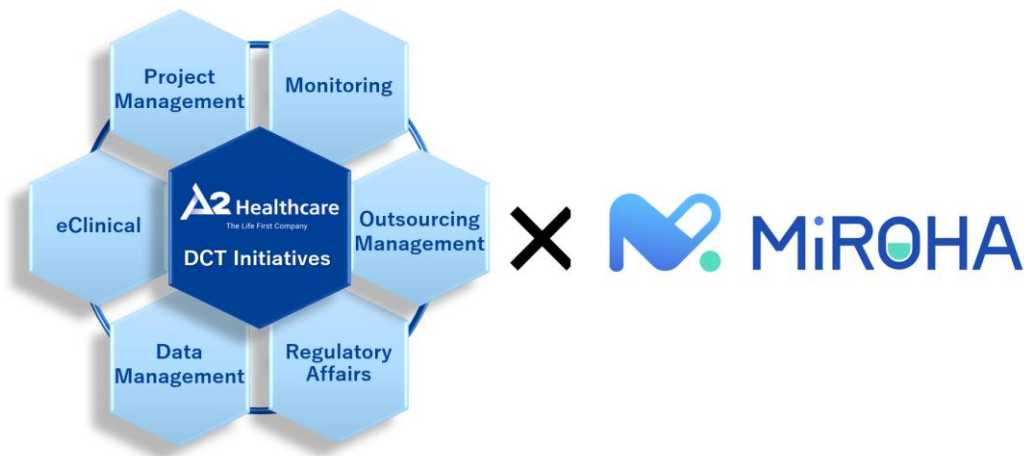 Project
Management
Monitoring
eClinical
A2 Healthcare
The Life First Company
DCT Initiatives
Outsourcing
Management
Data
Management
Regulatory
Affairs
×
MiROHA